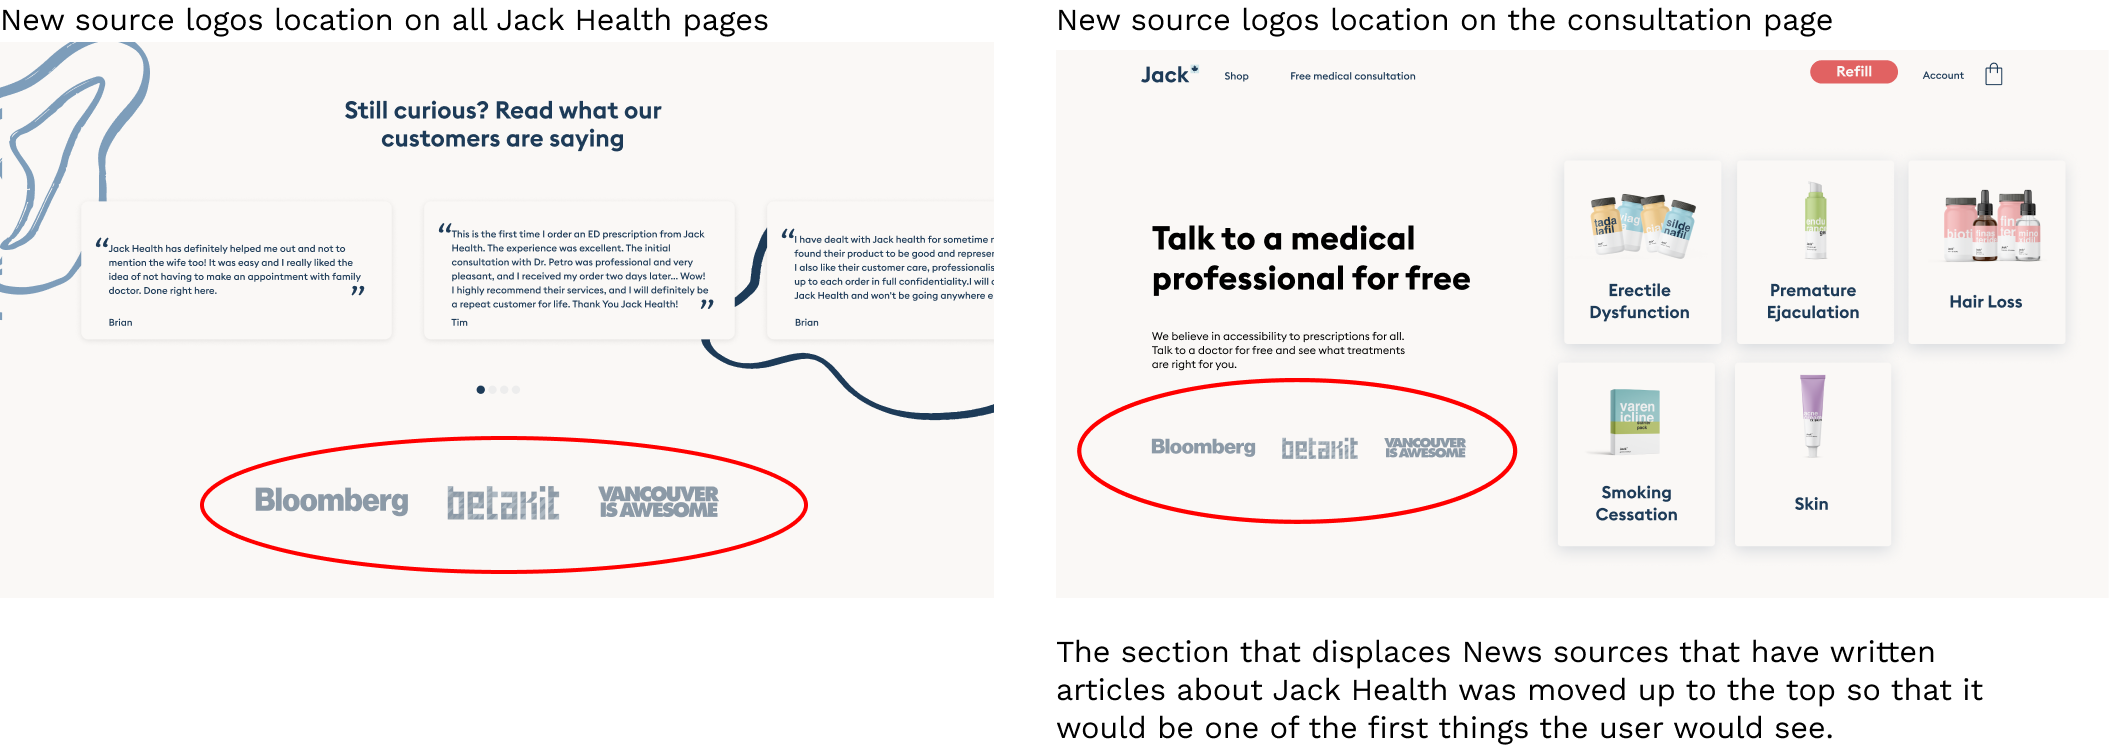 New source logos location on all Jack Health pages
Still curious? Read what our
customers are saying
“Jack Health has definitely helped me out and not to
mention the wife too! It was easy and I really liked the
idea of not having to make an appointment with family
doctor. Done right here. ”
Brian
“This is the first time I order an ED prescription from Jack
Health. The experience was excellent. The initial
consultation with Dr. Petro was professional and very
pleasant, and I received my order two days later... Wow!
I highly recommend their services, and I will definitely be
a repeat customer for life. Thank You Jack Health! ”
Tim
“I have dealt with Jack health for sometime
found their product to be good and
I also like their customer care,
up to each order in full confidentiality.I will
Jack Health and won't be going anywhere
Brian
Bloomberg betakit VANCOUVER
IS AWESOME
New source logos location on the consultation page
Jack Shop Free medical consultation Refill Account
Talk to a medical
professional for free
We believe in accessibility to prescriptions for all.
Talk to a doctor for free and see what treatments
are right for you.
Bloomberg betakit VANCOUVER
IS AWESOME
tada
lafil
silde
nafil
Erectile
Dysfunction
Premature
Ejaculation
Hair Loss
varen
icline
Smoking
Cessation
Skin
The section that displaces News sources that have written
articles about Jack Health was moved up to the top so that it
would be one of the first things the user would see.